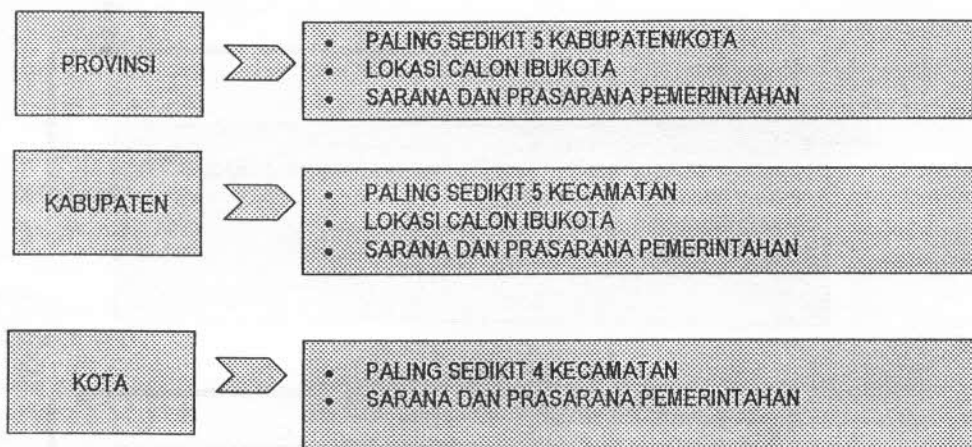 PROVINSI
• PALING SEDIKIT 5 KABUPATEN/KOTA
• LOKASI CALON IBUKOTA
• SARANA DAN PRASARANA PEMERINTAHAN
KABUPATEN
• PALING SEDIKIT 5 KECAMATAN
• LOKASI CALON IBUKOTA
• SARANA DAN PRASARANA PEMERINTAHAN
KOTA
• PALING SEDIKIT 4 KECAMATAN
• SARANA DAN PRASARANA PEMERINTAHAN